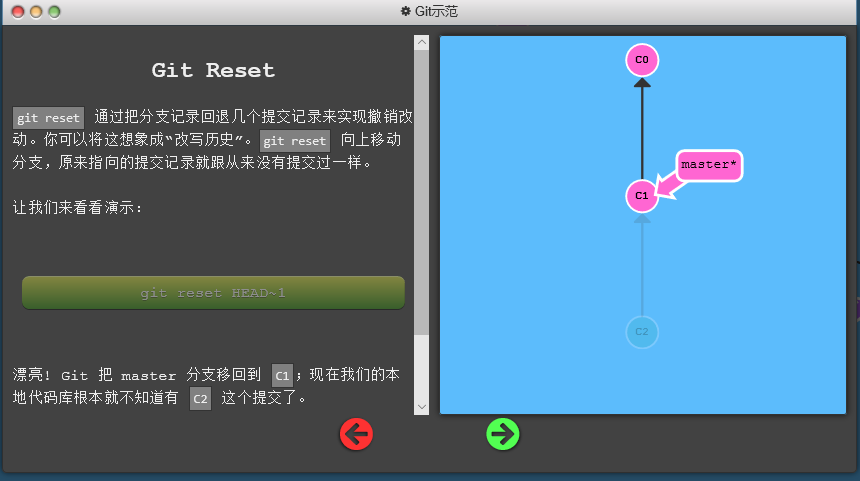 Git示范
Git Reset
git reset 通过把分支记录回退几个提交记录来实现撤销改
动。你可以将这想象成“改写历史”。git reset 向上移动
分支，原来指向的提交记录就跟从来没有提交过一样。
让我们来看看演示：
git reset HEAD~1
漂亮! Git 把 master 分支移回到 C1；现在我们的本
地代码库根本就不知道有 C2 这个提交了。
C0
master*
C1
C2